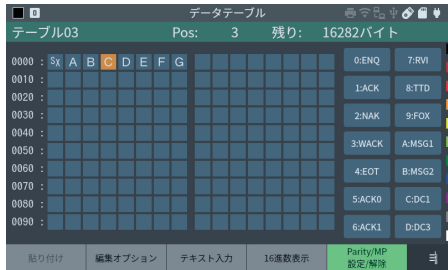 0 データテーブル
テーブル03 Pos: 3 残り: 16282バイト
0000 : Sx A B C D E F G
0010 :
0020 :
0030 :
0040 :
0050 :
0060 :
0070 :
0080 :
0090 :
0:ENQ 7:RVI
1:ACK 8:TTD
2:NAK 9:FOX
3:WACK A:MSG1
4:EOT B:MSG2
5:ACK0 C:DC1
6:ACK1 D:DC3
貼り付け 編集オプション テキスト入力 16進数表示 Parity/MP
設定/解除